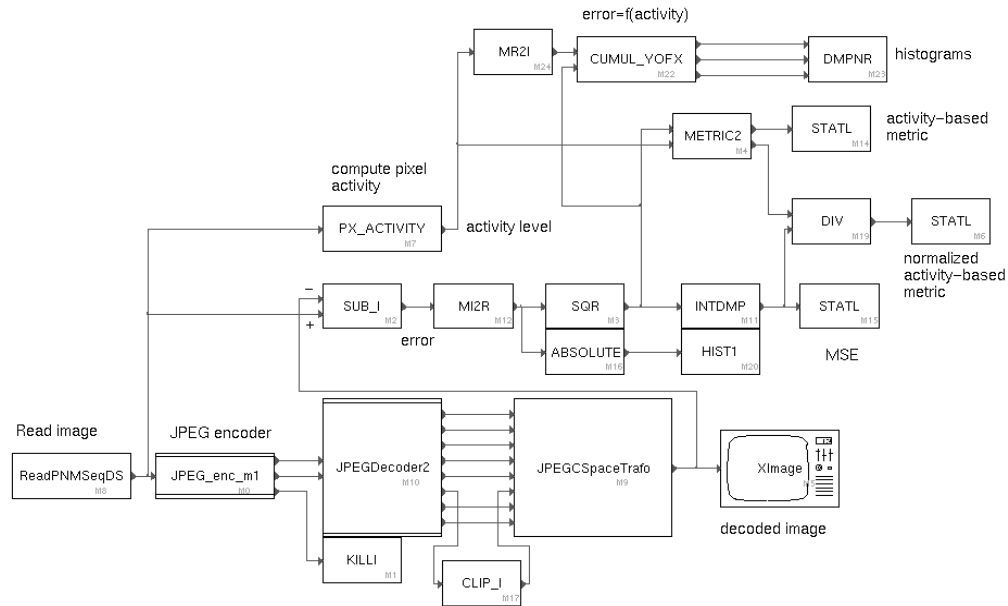 error=f(activity)
MR2I
M24
CUMUL_YOFX
M22
DMPNR
M23
histograms
METRIC2
M4
STATL
M14
activity-based
metric
compute pixel
activity
PX_ACTIVITY
M7
activity level
DIV
M19
STATL
M6
normalized
activity-based
metric
−
+
SUB_I
M2
error
MI2R
M12
SQR
M3
INTDMP
M11
STATL
M15
MSE
ABSOLUTE
M16
HIST1
M20
Read image
ReadPNMSeqDS
M8
JPEG encoder
JPEG_enc_m1
M0
JPEGDecoder2
M10
JPEGCSpaceTrafo
M9
XImage
M5
decoded image
KILLI
M1
CLIP_I
M17